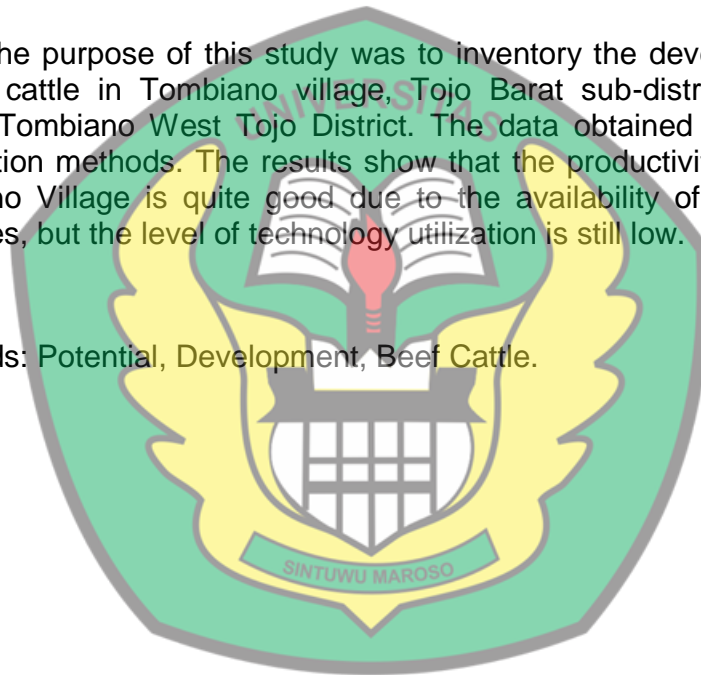 he purpose of this study was to inventory the deve
cattle in Tombiano village, Tojo Barat sub-distr
Tombiano West Tojo District. The data obtained
tion methods. The results show that the productivit
no Village is quite good due to the availability of
es, but the level of technology utilization is still low.
ds: Potential, Development, Beef Cattle.
UNIVERSITAS
SINTUWU MAROSO